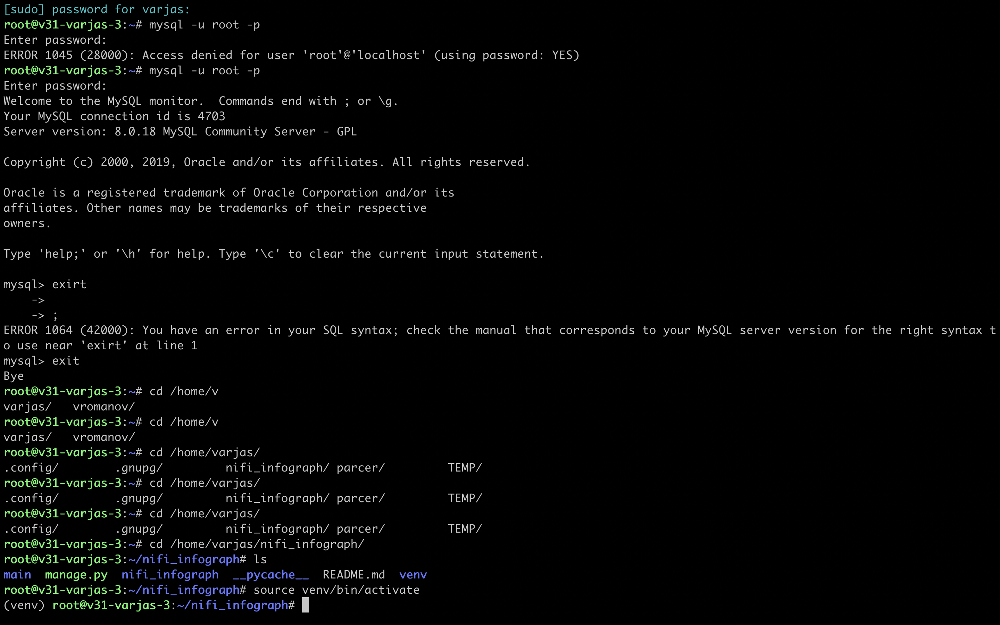 [sudo] password for varjas:
root@v31-varjas-3:~# mysql -u root -p
Enter password:
ERROR 1045 (28000): Access denied for user 'root'@'localhost' (using password: YES)
root@v31-varjas-3:~# mysql -u root -p
Enter password:
Welcome to the MySQL monitor.  Commands end with ; or \g.
Your MySQL connection id is 4703
Server version: 8.0.18 MySQL Community Server - GPL

Copyright (c) 2000, 2019, Oracle and/or its affiliates. All rights reserved.

Oracle is a registered trademark of Oracle Corporation and/or its
affiliates. Other names may be trademarks of their respective
owners.

Type 'help;' or '\h' for help. Type '\c' to clear the current input statement.

mysql> exirt
    ->
    -> ;
ERROR 1064 (42000): You have an error in your SQL syntax; check the manual that corresponds to your MySQL server version for the right syntax t
o use near 'exirt' at line 1
mysql> exit
Bye
root@v31-varjas-3:~# cd /home/v
varjas/   vromanov/
root@v31-varjas-3:~# cd /home/v
varjas/   vromanov/
root@v31-varjas-3:~# cd /home/varjas/
.config/        .gnupg/         nifi_infograph/ parcer/         TEMP/
root@v31-varjas-3:~# cd /home/varjas/
.config/        .gnupg/         nifi_infograph/ parcer/         TEMP/
root@v31-varjas-3:~# cd /home/varjas/
.config/        .gnupg/         nifi_infograph/ parcer/         TEMP/
root@v31-varjas-3:~# cd /home/varjas/nifi_infograph/
root@v31-varjas-3:~/nifi_infograph# ls
main  manage.py  nifi_infograph  __pycache__  README.md  venv
root@v31-varjas-3:~/nifi_infograph# source venv/bin/activate
(venv) root@v31-varjas-3:~/nifi_infograph#